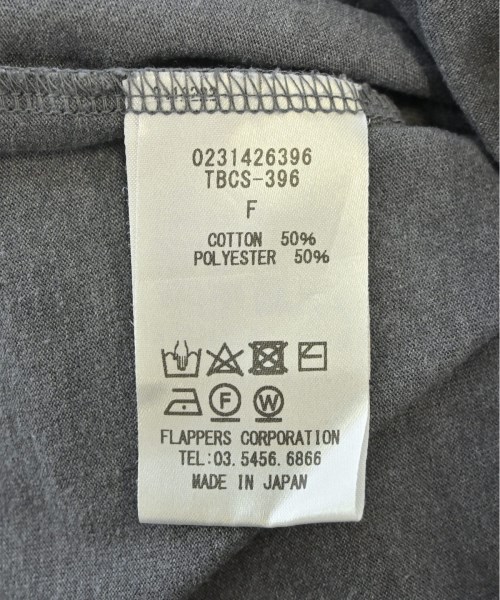 0231426396
TBCS-396
F
COTTON 50%
POLYESTER 50%
F W
FLAPPERS CORPORATION
TEL:03.5456.6866
MADE IN JAPAN